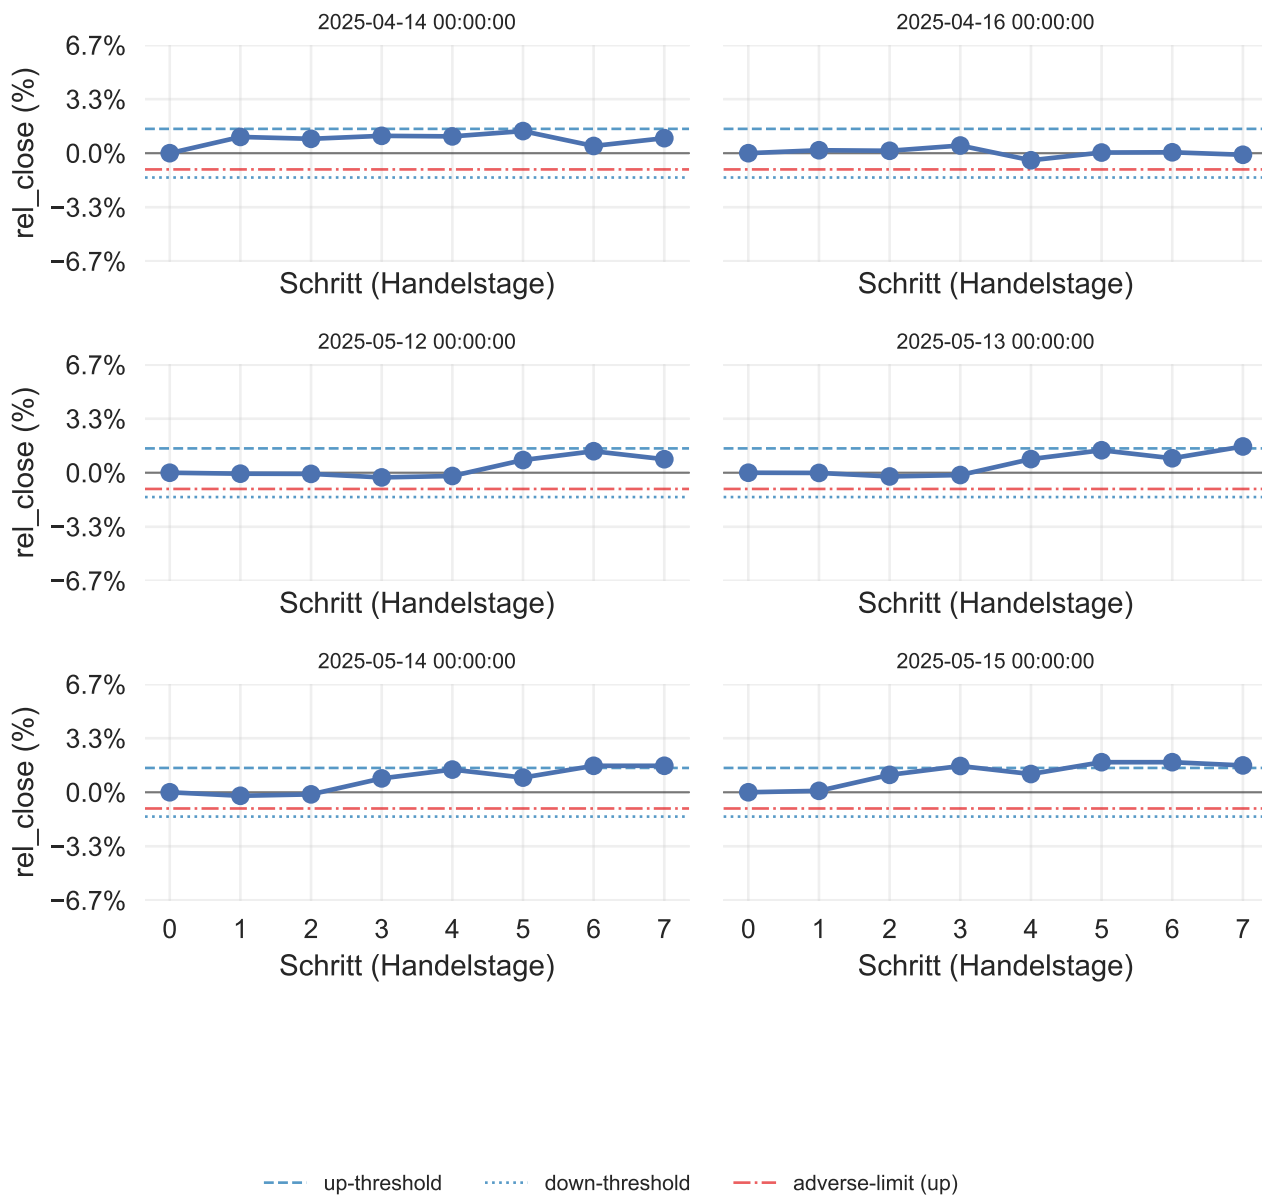 2025-04-14 00:00:00
2025-04-16 00:00:00
6.7%
3.3%
0.0%
−3.3%
−6.7%
rel_close (%)
Schritt (Handelstage)
Schritt (Handelstage)
2025-05-12 00:00:00
2025-05-13 00:00:00
6.7%
3.3%
0.0%
−3.3%
−6.7%
rel_close (%)
Schritt (Handelstage)
Schritt (Handelstage)
2025-05-14 00:00:00
2025-05-15 00:00:00
6.7%
3.3%
0.0%
−3.3%
−6.7%
rel_close (%)
0 1 2 3 4 5 6 7
0 1 2 3 4 5 6 7
Schritt (Handelstage)
Schritt (Handelstage)
up-threshold
down-threshold
adverse-limit (up)